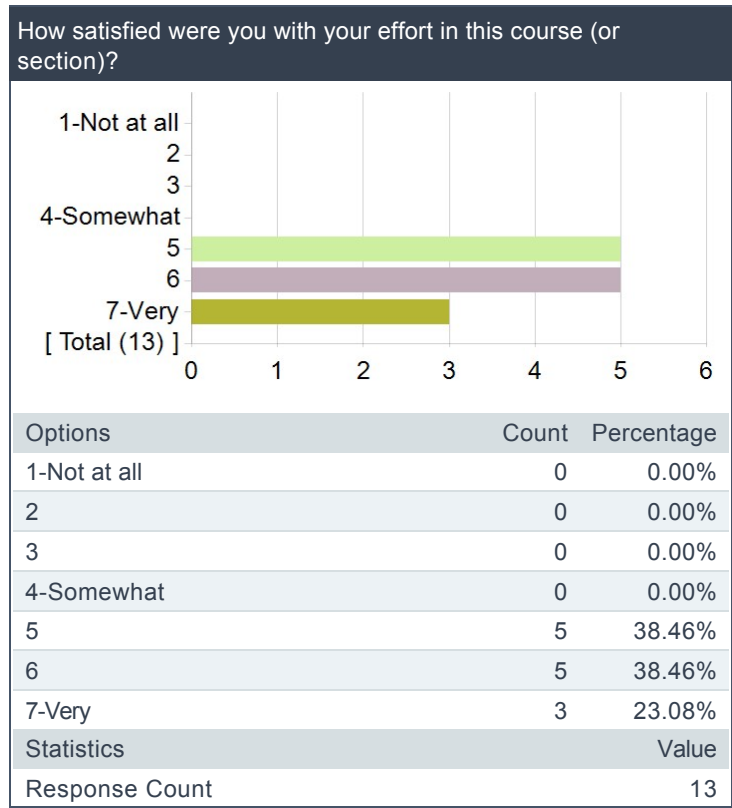 How satisfied were you with your effort in this course (or
section)?
1-Not at all
2
3
4-Somewhat
5
6
7-Very
[ Total (13) ]
0 1 2 3 4 5 6
Options Count Percentage
1-Not at all 0 0.00%
2 0 0.00%
3 0 0.00%
4-Somewhat 0 0.00%
5 5 38.46%
6 5 38.46%
7-Very 3 23.08%
Statistics Value
Response Count 13